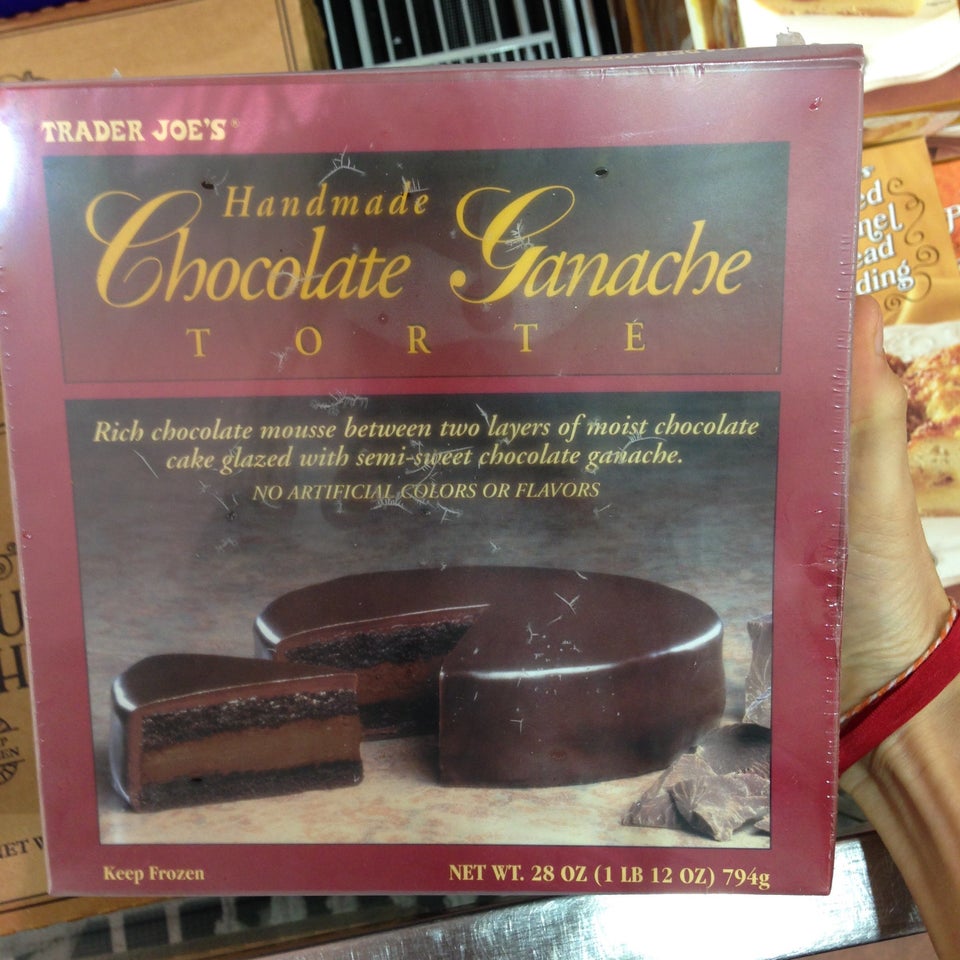 TRADER JOE'S®
Handmade
Chocolate Ganache
TORTÉ
Rich chocolate mousse between two layers of moist chocolate
cake glazed with semi-sweet chocolate ganache.
NO ARTIFICIAL COLORS OR FLAVORS
Keep Frozen
NET WT. 28 OZ (1 LB 12 OZ) 794g